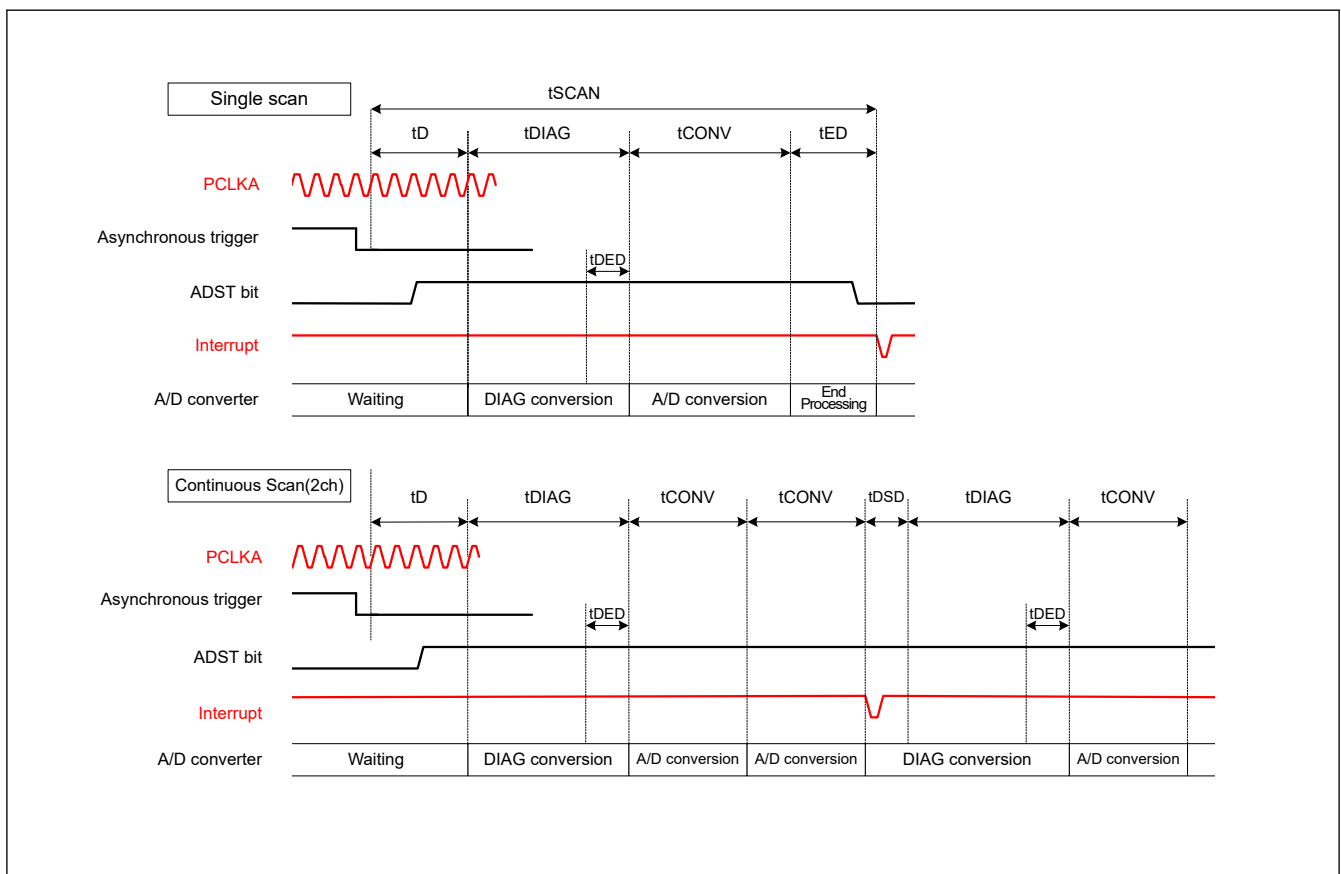 Single scan
tSCAN
tD tDIAG tCONV tED
PCLKA
Asynchronous trigger
tDED
ADST bit
Interrupt
A/D converter Waiting DIAG conversion A/D conversion End Processing
Continuous Scan(2ch)
tD tDIAG tCONV tCONV tDSD tDIAG tCONV
PCLKA
Asynchronous trigger
tDED tDED
ADST bit
Interrupt
A/D converter Waiting DIAG conversion A/D conversion A/D conversion DIAG conversion A/D conversion